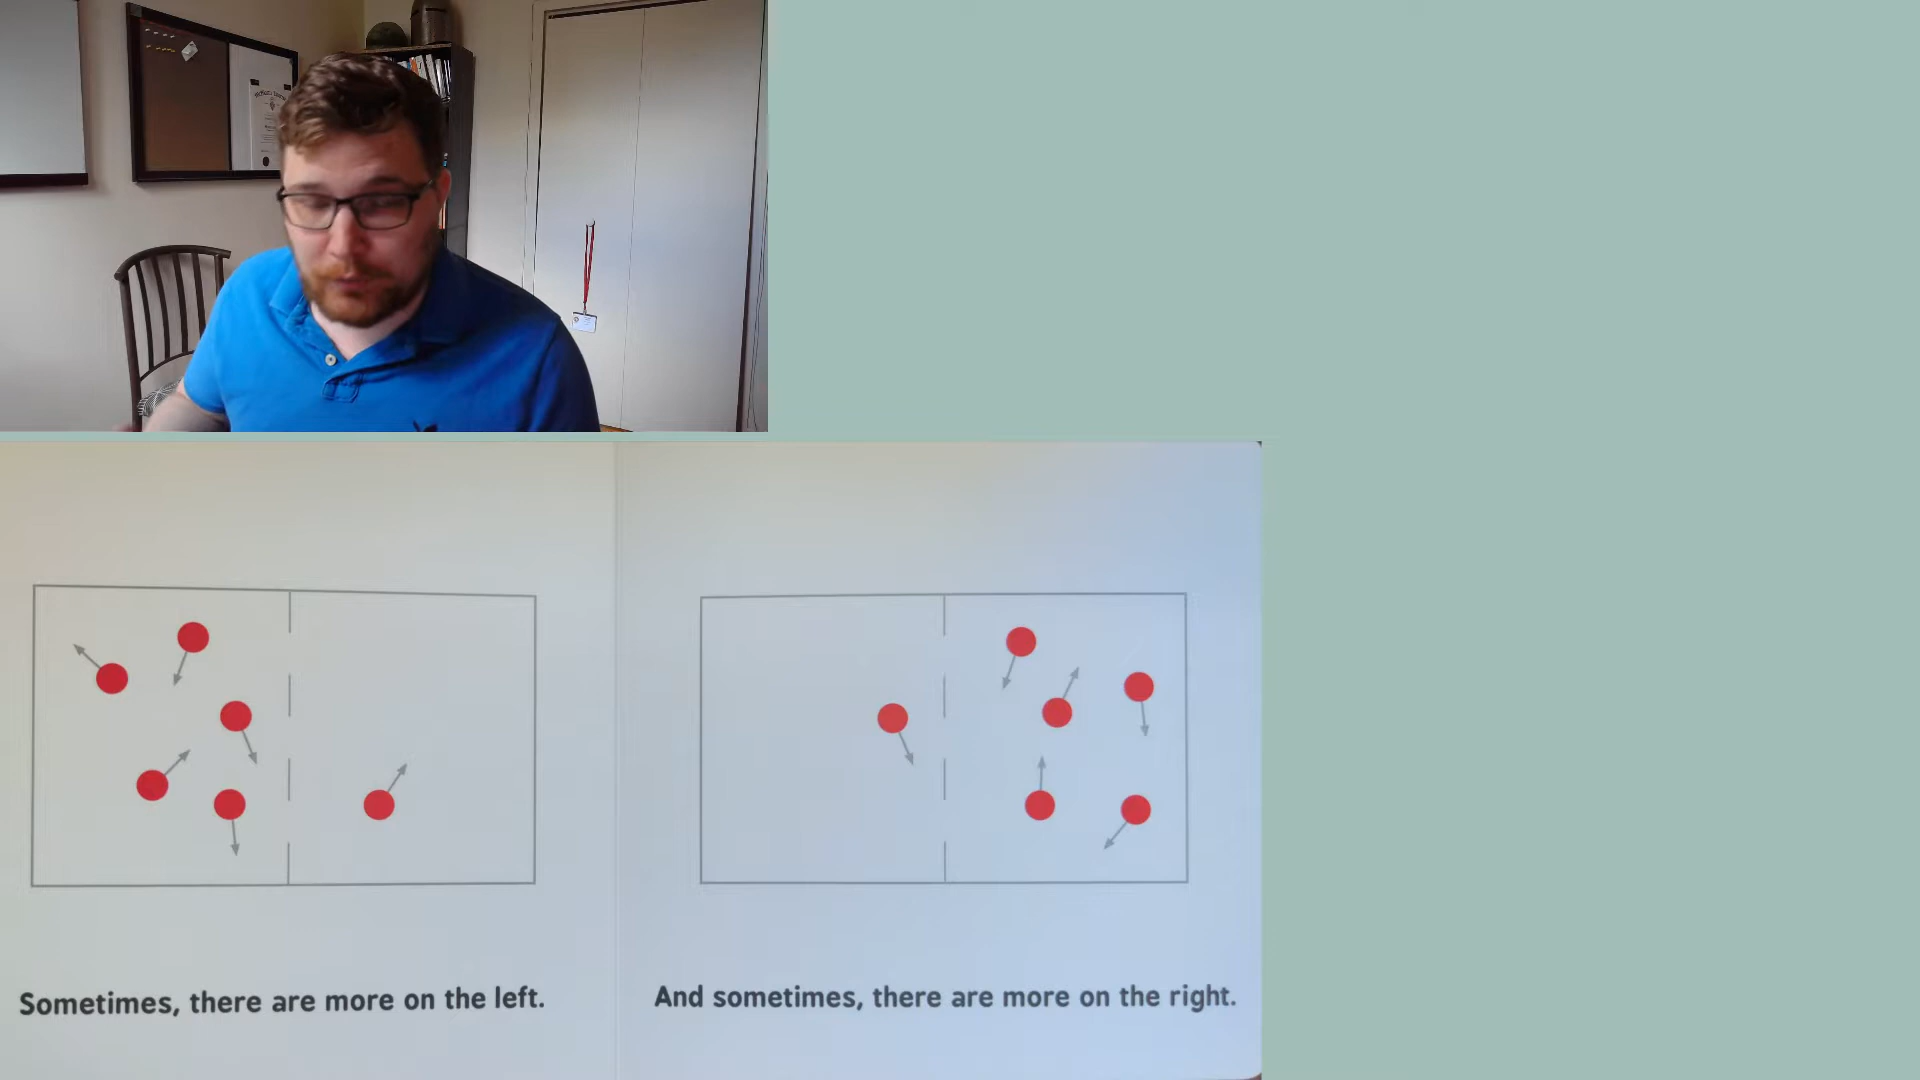 Sometimes, there are more on the left.
And sometimes, there are more on the right.